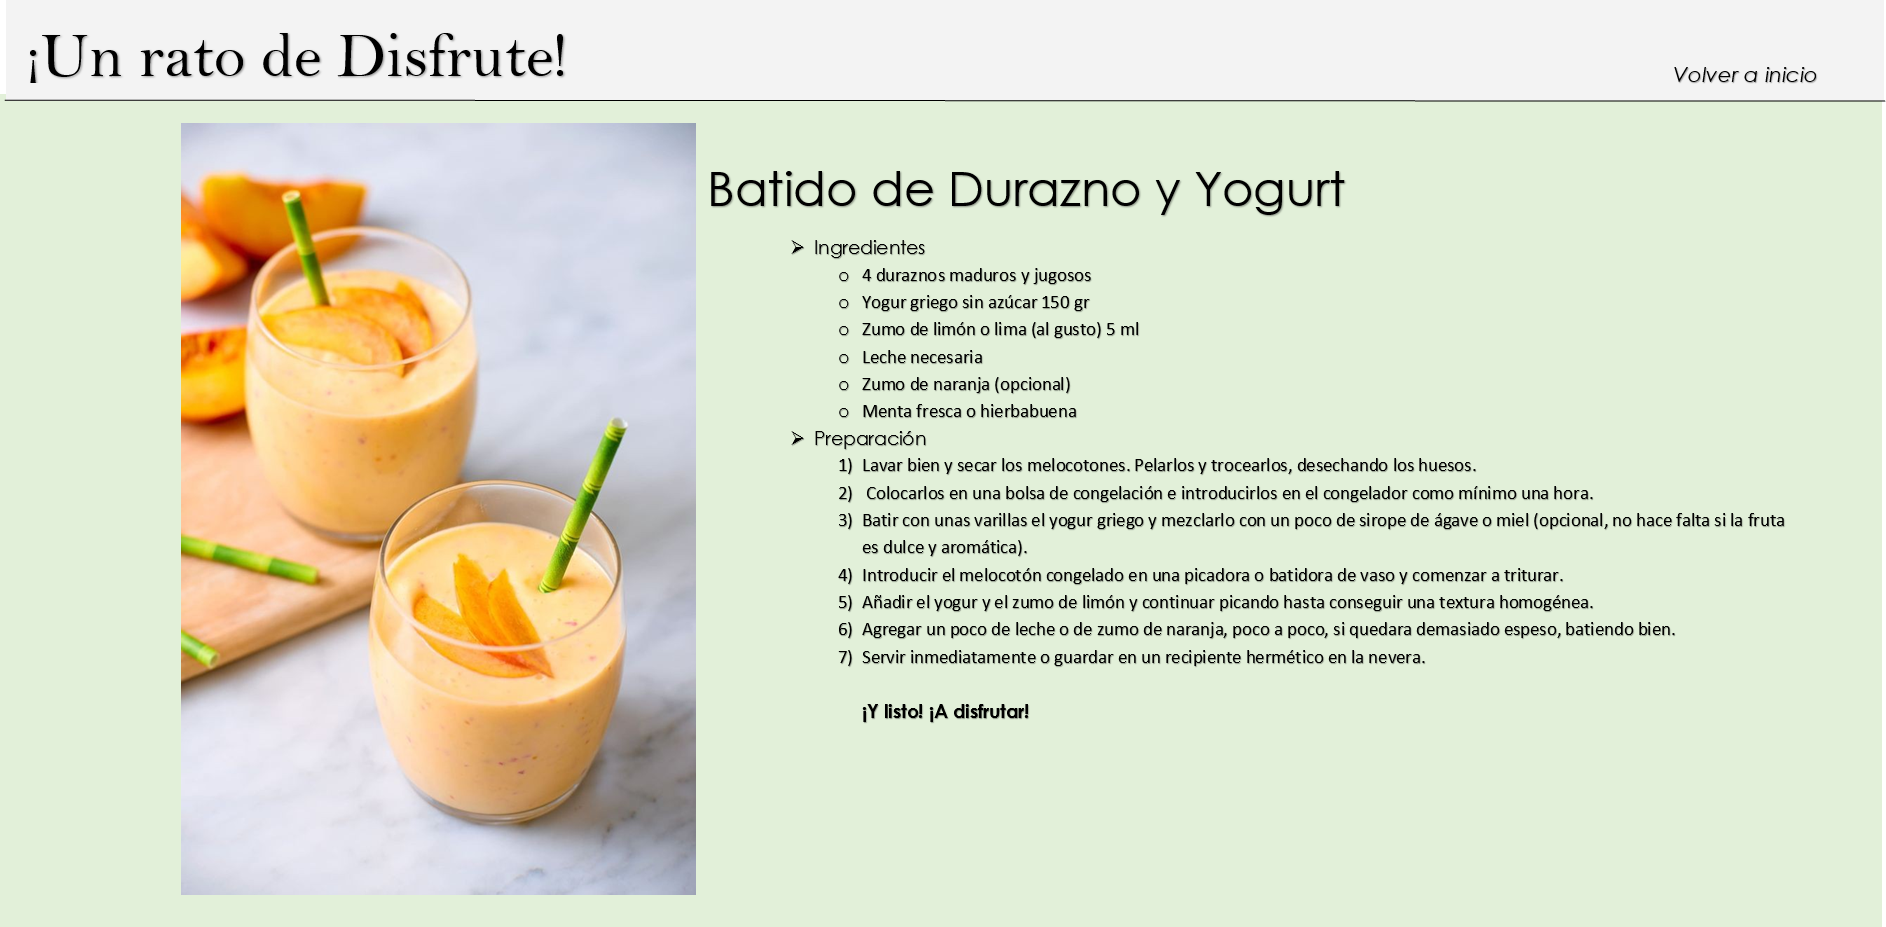 ¡Un rato de Disfrute!
Volver a inicio
Batido de Durazno y Yogurt
➢ Ingredientes
o 4 duraznos maduros y jugosos
o Yogur griego sin azúcar 150 gr
o Zumo de limón o lima (al gusto) 5 ml
o Leche necesaria
o Zumo de naranja (opcional)
o Menta fresca o hierbabuena
➢ Preparación
1) Lavar bien y secar los melocotones. Pelarlos y trocearlos, desechando los huesos.
2) Colocarlos en una bolsa de congelación e introducirlos en el congelador como mínimo una hora.
3) Batir con unas varillas el yogur griego y mezclarlo con un poco de sirope de ágave o miel (opcional, no hace falta si la fruta
es dulce y aromática).
4) Introducir el melocotón congelado en una picadora o batidora de vaso y comenzar a triturar.
5) Añadir el yogur y el zumo de limón y continuar picando hasta conseguir una textura homogénea.
6) Agregar un poco de leche o de zumo de naranja, poco a poco, si quedara demasiado espeso, batiendo bien.
7) Servir inmediatamente o guardar en un recipiente hermético en la nevera.
¡Y listo! ¡A disfrutar!